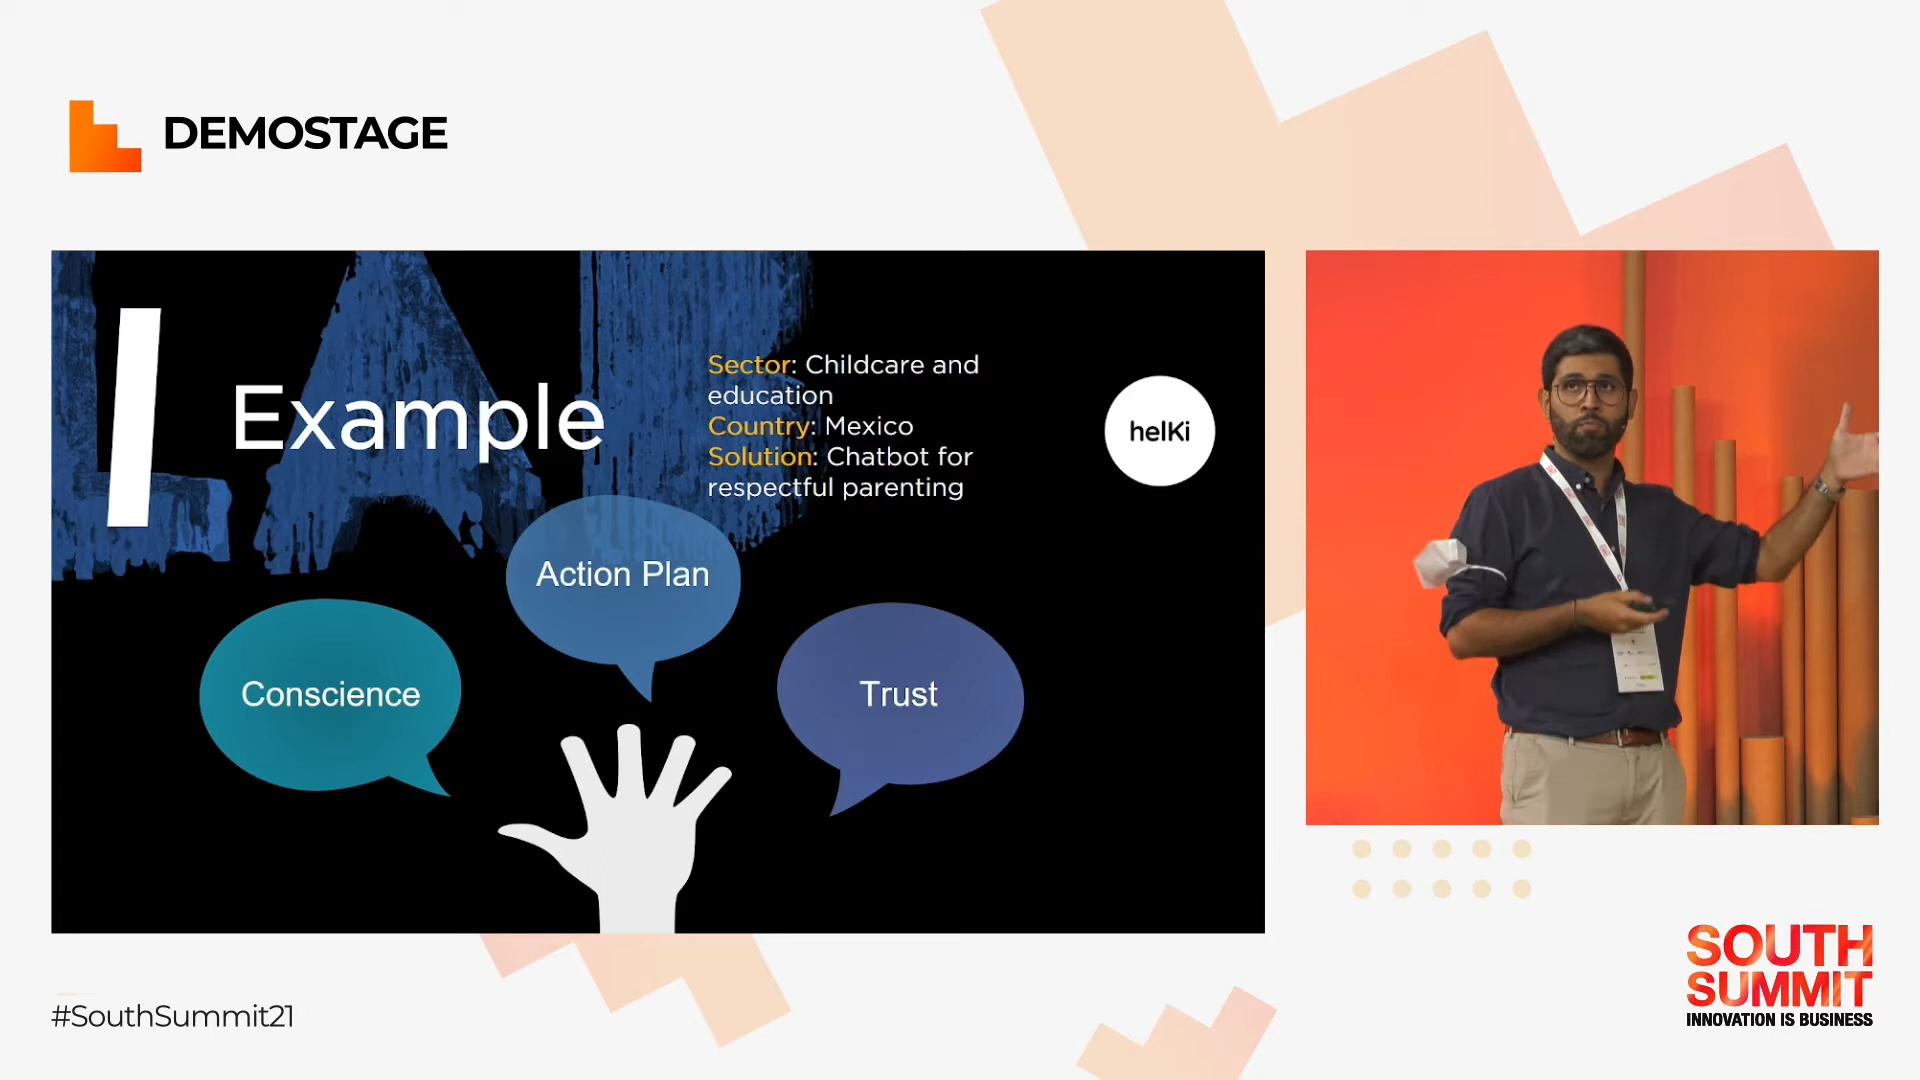 DEMOSTAGE
Example
Sector: Childcare and
education
Country: Mexico
Solution: Chatbot for
respectful parenting
helKi
Action Plan
Conscience
Trust
#SouthSummit21
SOUTH
SUMMIT
INNOVATION IS BUSINESS